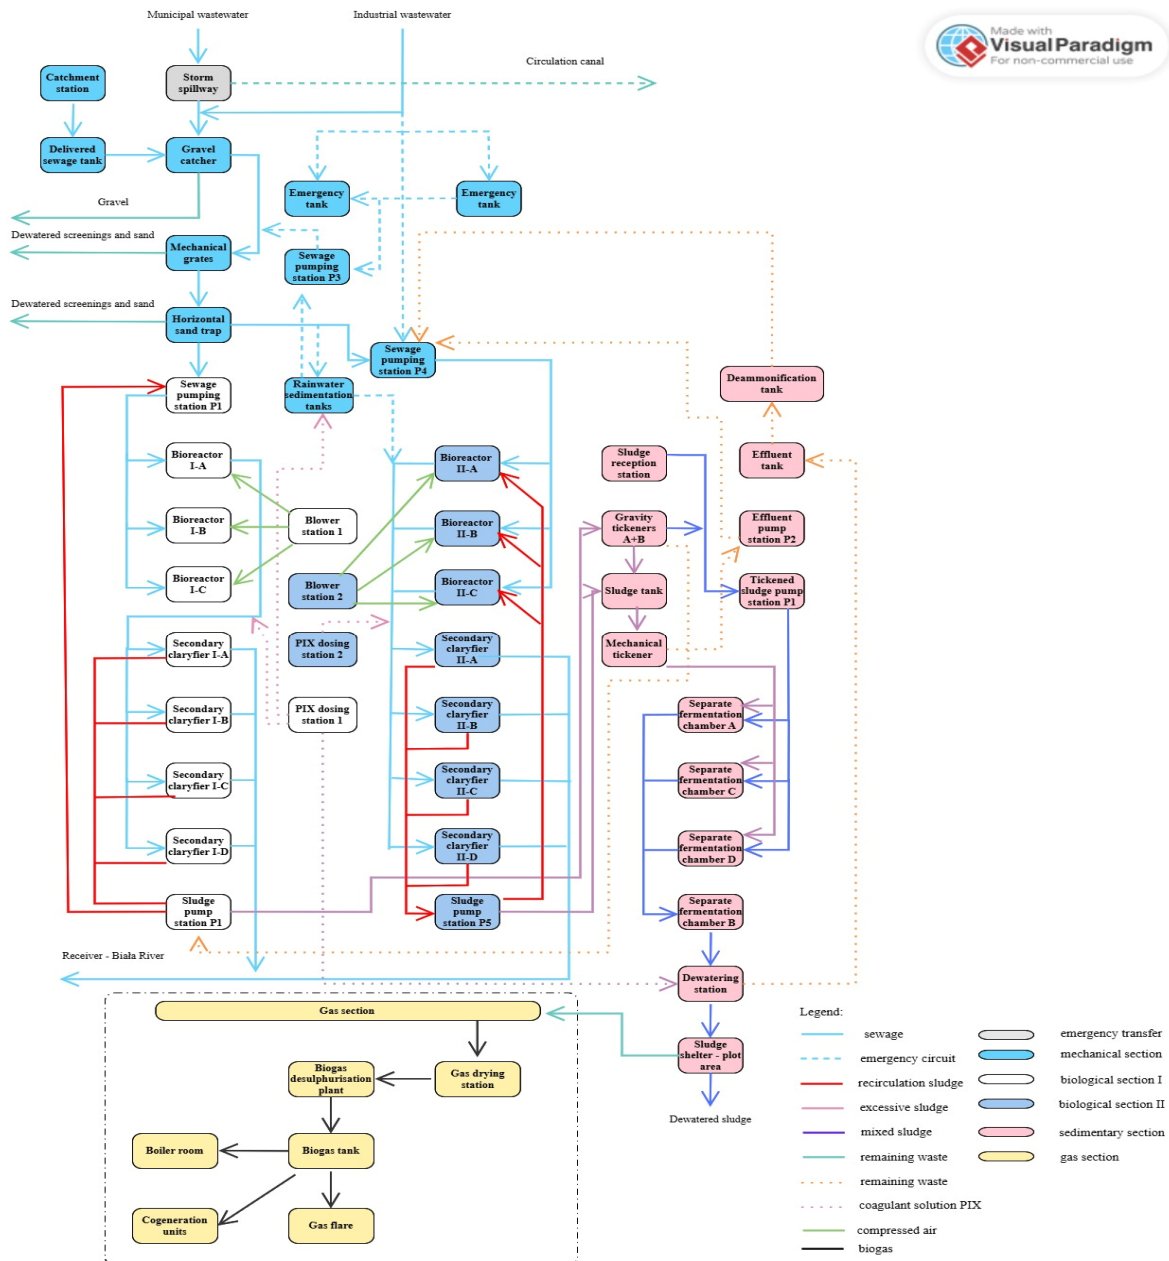 Municipal wastewater
Industrial wastewater
Made with
Visual Paradigm
For non-commercial use
Circulation canal
Catchment
station
Storm
spillway
Delivered
sewage tank
Gravel
catcher
Emergency
tank
Emergency
tank
Gravel
Dewatered screenings and sand
Mechanical
grates
Sewage
pumping
station P3
Dewatered screenings and sand
Horizontal
sand trap
Sewage
pumping
station P4
Sewage
pumping
station P1
Rainwater
sedimentation
tanks
Deammonification
tank
Bioreactor
I-A
Bioreactor
II-A
Sludge
reception
station
Effluent
tank
Bioreactor
I-B
Blower
station 1
Bioreactor
II-B
Gravity
tickeners
A+B
Effluent
pump
station P2
Bioreactor
I-C
Blower
station 2
Bioreactor
II-C
Sludge tank
Tickened
sludge pump
station P1
Secondary
claryfier I-A
PIX dosing
station 2
Secondary
claryfier
II-A
Mechanical
tickener
Secondary
claryfier I-B
PIX dosing
station 1
Secondary
claryfier
II-B
Separate
fermentation
chamber A
Secondary
claryfier I-C
Secondary
claryfier
II-C
Separate
fermentation
chamber C
Secondary
claryfier I-D
Secondary
claryfier
II-D
Separate
fermentation
chamber D
Sludge
pump
station P1
Sludge
pump
station P5
Separate
fermentation
chamber B
Receiver - Biała River
Dewatering
station
Gas section
Sludge
shelter - plot
area
Biogas
desulphurisation
plant
Gas drying
station
Dewatered sludge
Boiler room
Biogas tank
Cogeneration
units
Gas flare
Legend:
sewage
emergency circuit
recirculation sludge
excessive sludge
mixed sludge
remaining waste
remaining waste
coagulant solution PIX
compressed air
biogas
emergency transfer
mechanical section
biological section I
biological section II
sedimentary section
gas section